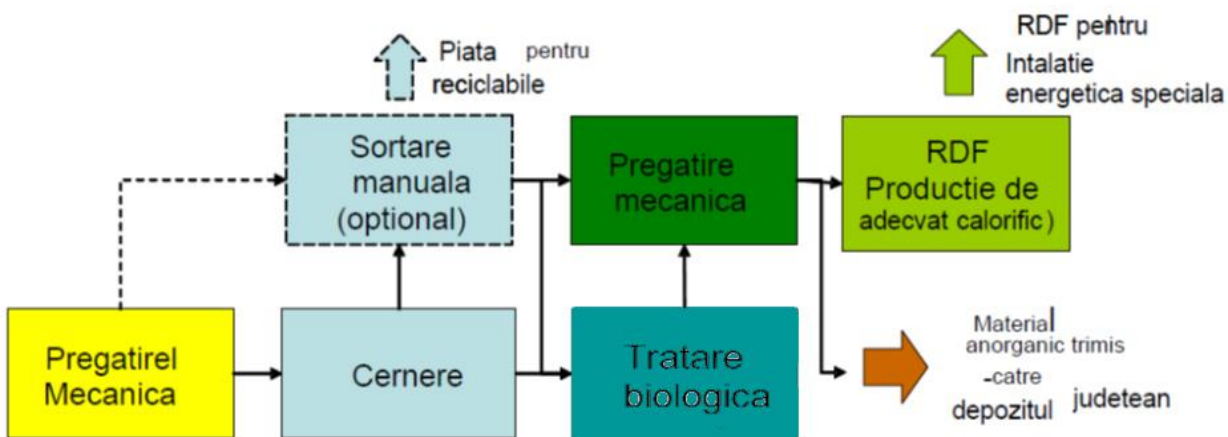 Piata pentru
reciclabile
RDF pentru
Intalatie
energetica speciala
Sortare
manuala
(optional)
Pregatire
mecanica
RDF
Productie de
adecvat calorific)
Pregatirel
Mecanica
Cernere
Tratare
biologica
Material
anorganic trimis
-catre
depozitul judetean